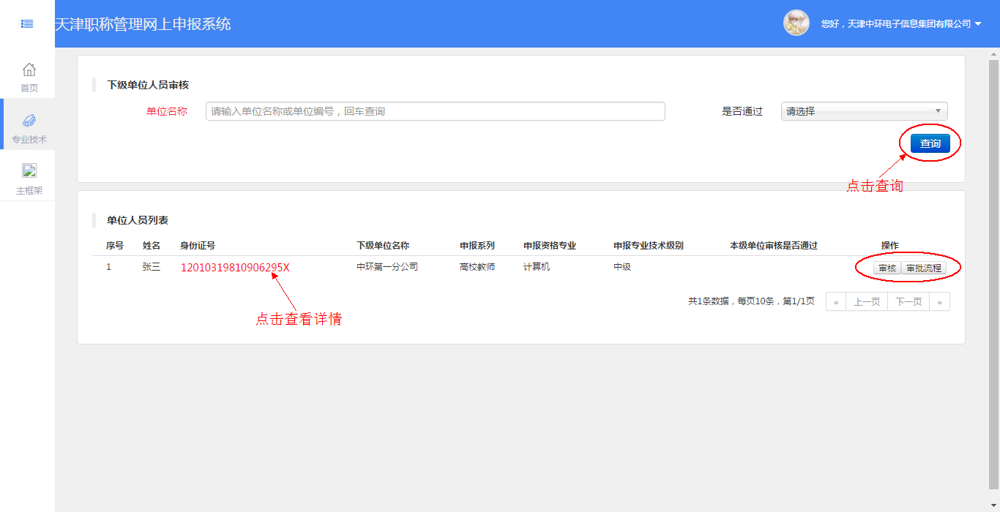 天津职称管理网上申报系统
您好，天津中环电子信息集团有限公司
首页
专业技术
主框架
下级单位人员审核
单位名称 请输入单位名称或单位编号，回车查询 是否通过 请选择
查询
点击查询
单位人员列表
序号 姓名 身份证号 下级单位名称 申报系列 申报资格专业 申报专业技术级别 本级单位审核是否通过 操作
1 张三 12010319810906295X 中环第一分公司 高校教师 计算机 中级 审核 审批流程
共1条数据，每页10条，第1/1页 « 上一页 下一页 »
点击查看详情